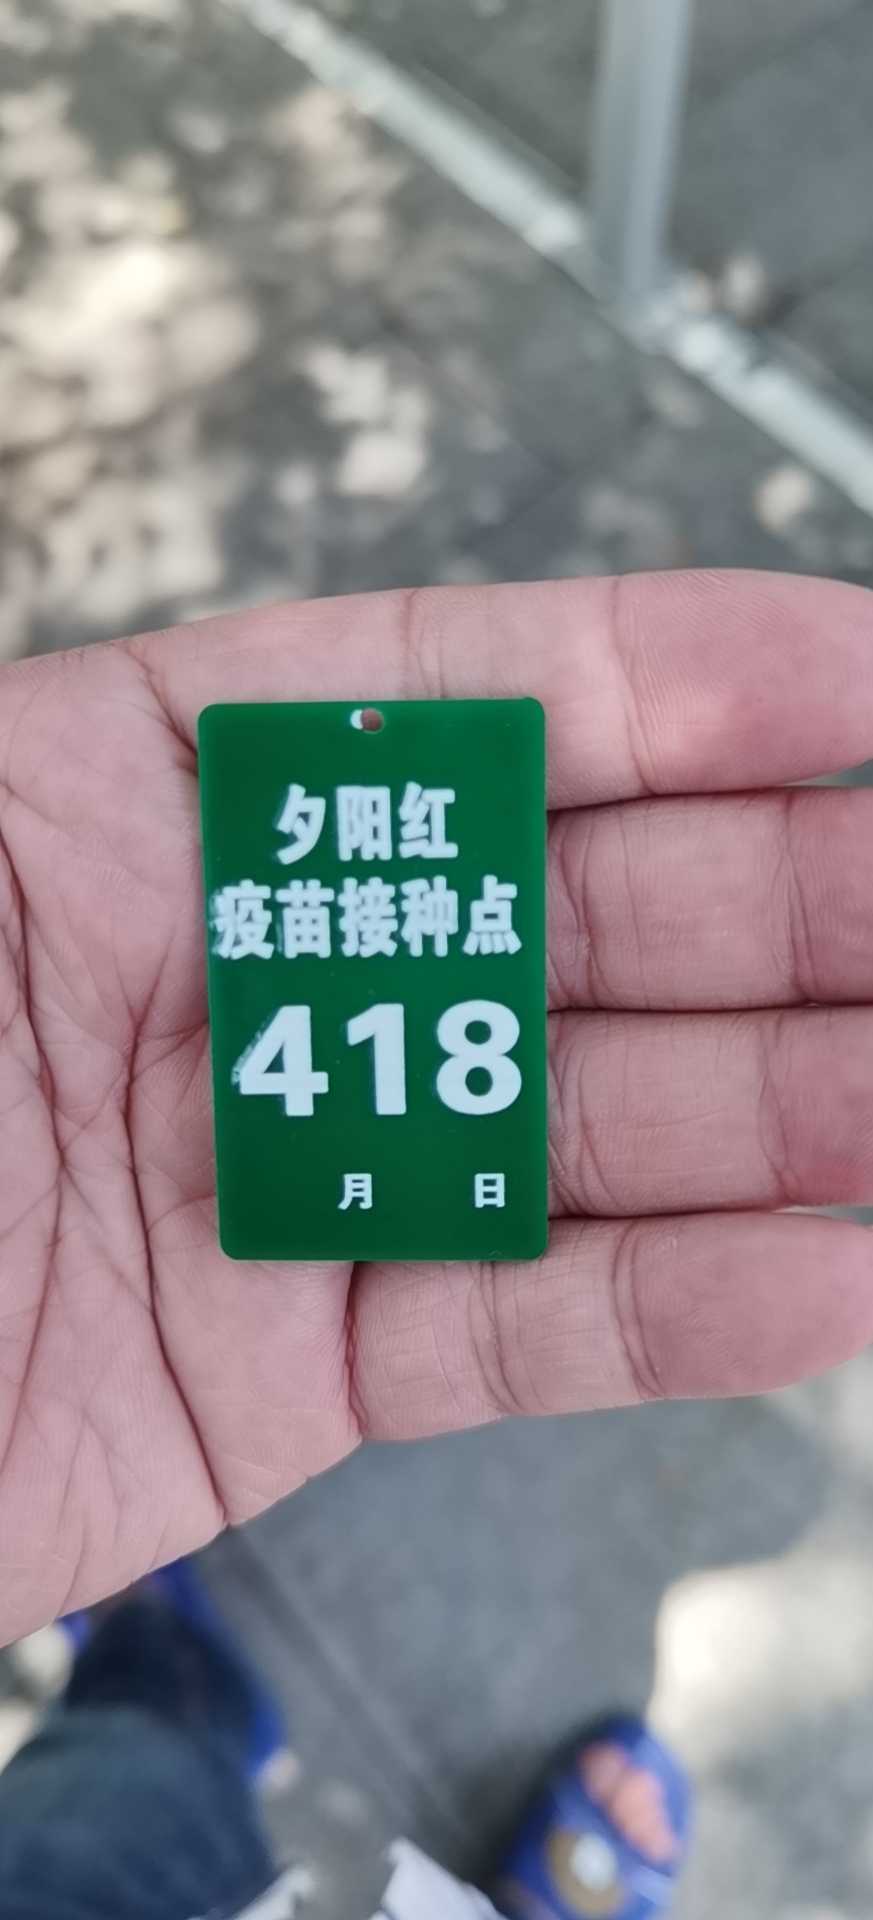 夕阳红
疫苗接种点
418
月 日